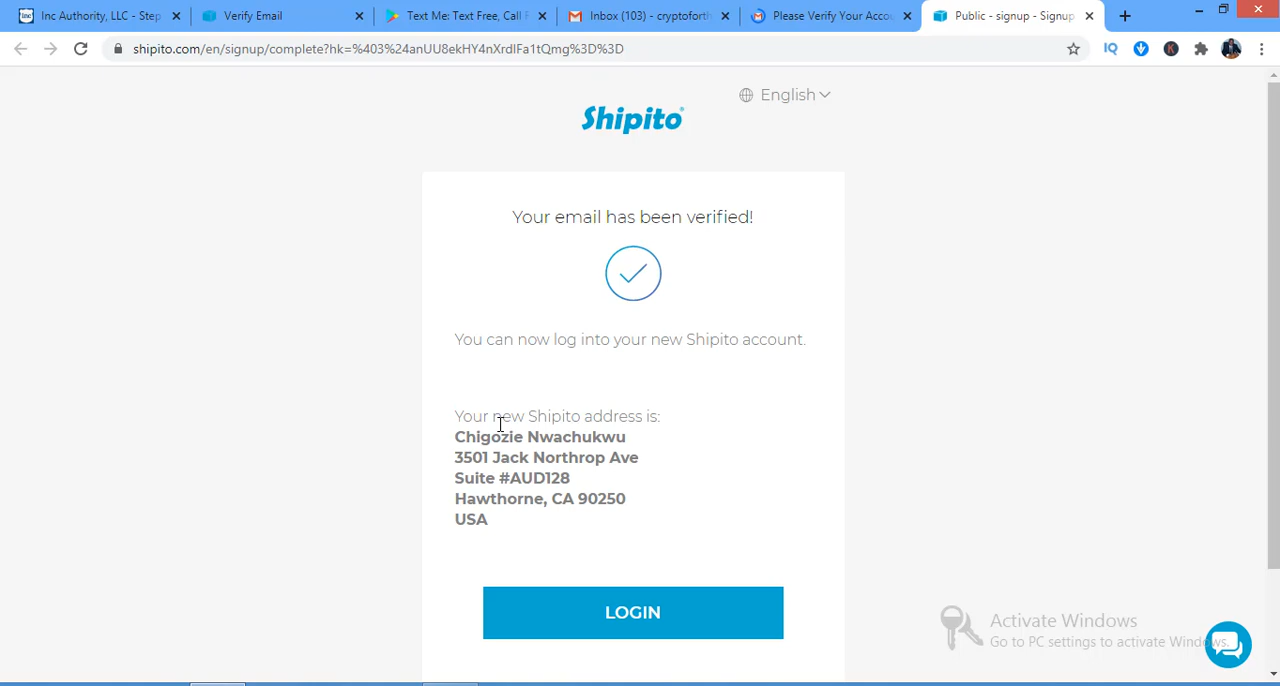 Inc Authority, LLC - Step
Verify Email
Text Me: Text Free, Call F
Inbox (103) - cryptoforth
Please Verify Your Accou
Public - signup - Signup
shipito.com/en/signup/complete?hk=%403%24anUU8ekHY4nXrdlFa1tQmg%3D%3D
IQ
K
English
Shipito
Your email has been verified!
You can now log into your new Shipito account.
Your new Shipito address is:
Chigozie Nwachukwu
3501 Jack Northrop Ave
Suite #AUD128
Hawthorne, CA 90250
USA
LOGIN
Activate Windows
Go to PC settings to activate Windows.